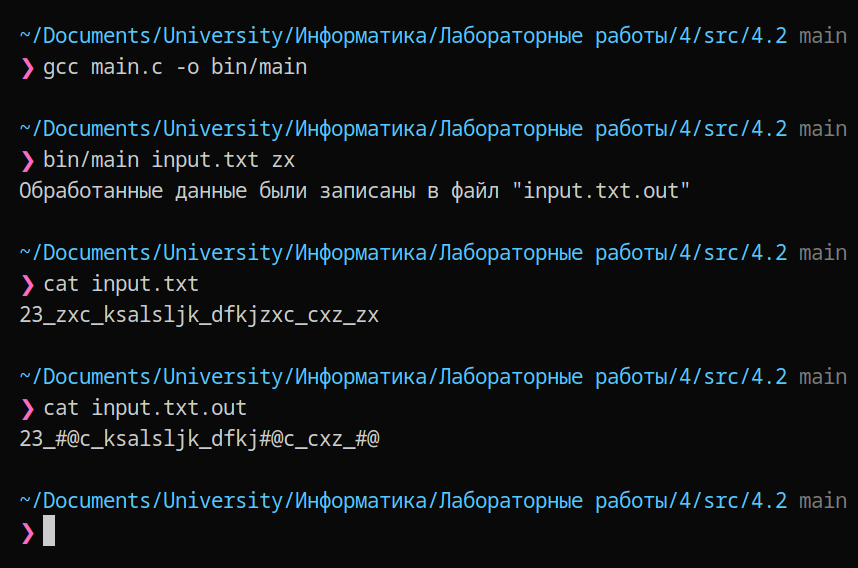 ~/Documents/University/Информатика/Лабораторные работы/4/src/4.2 main
❯ gcc main.c -o bin/main
~/Documents/University/Информатика/Лабораторные работы/4/src/4.2 main
❯ bin/main input.txt zx
Обработанные данные были записаны в файл "input.txt.out"
~/Documents/University/Информатика/Лабораторные работы/4/src/4.2 main
❯ cat input.txt
23_zxc_ksalsljk_dfkjzxc_cxz_zx
~/Documents/University/Информатика/Лабораторные работы/4/src/4.2 main
❯ cat input.txt.out
23_#@c_ksalsljk_dfkj#@c_cxz_#@
~/Documents/University/Информатика/Лабораторные работы/4/src/4.2 main
❯